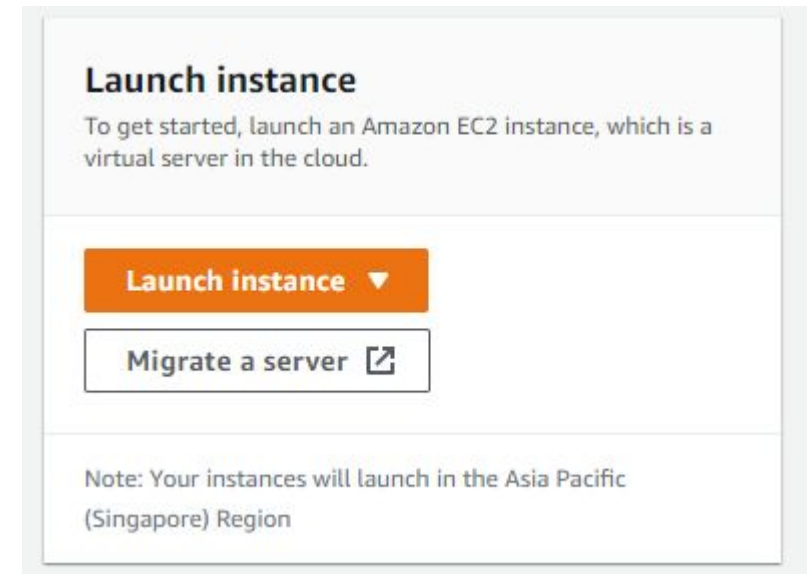 Launch instance
To get started, launch an Amazon EC2 instance, which is a
virtual server in the cloud.
Launch instance
Migrate a server
Note: Your instances will launch in the Asia Pacific
(Singapore) Region